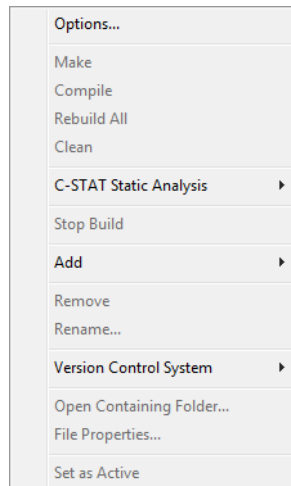 Options...
Make
Compile
Rebuild All
Clean
C-STAT Static Analysis
Stop Build
Add
Remove
Rename...
Version Control System
Open Containing Folder...
File Properties...
Set as Active